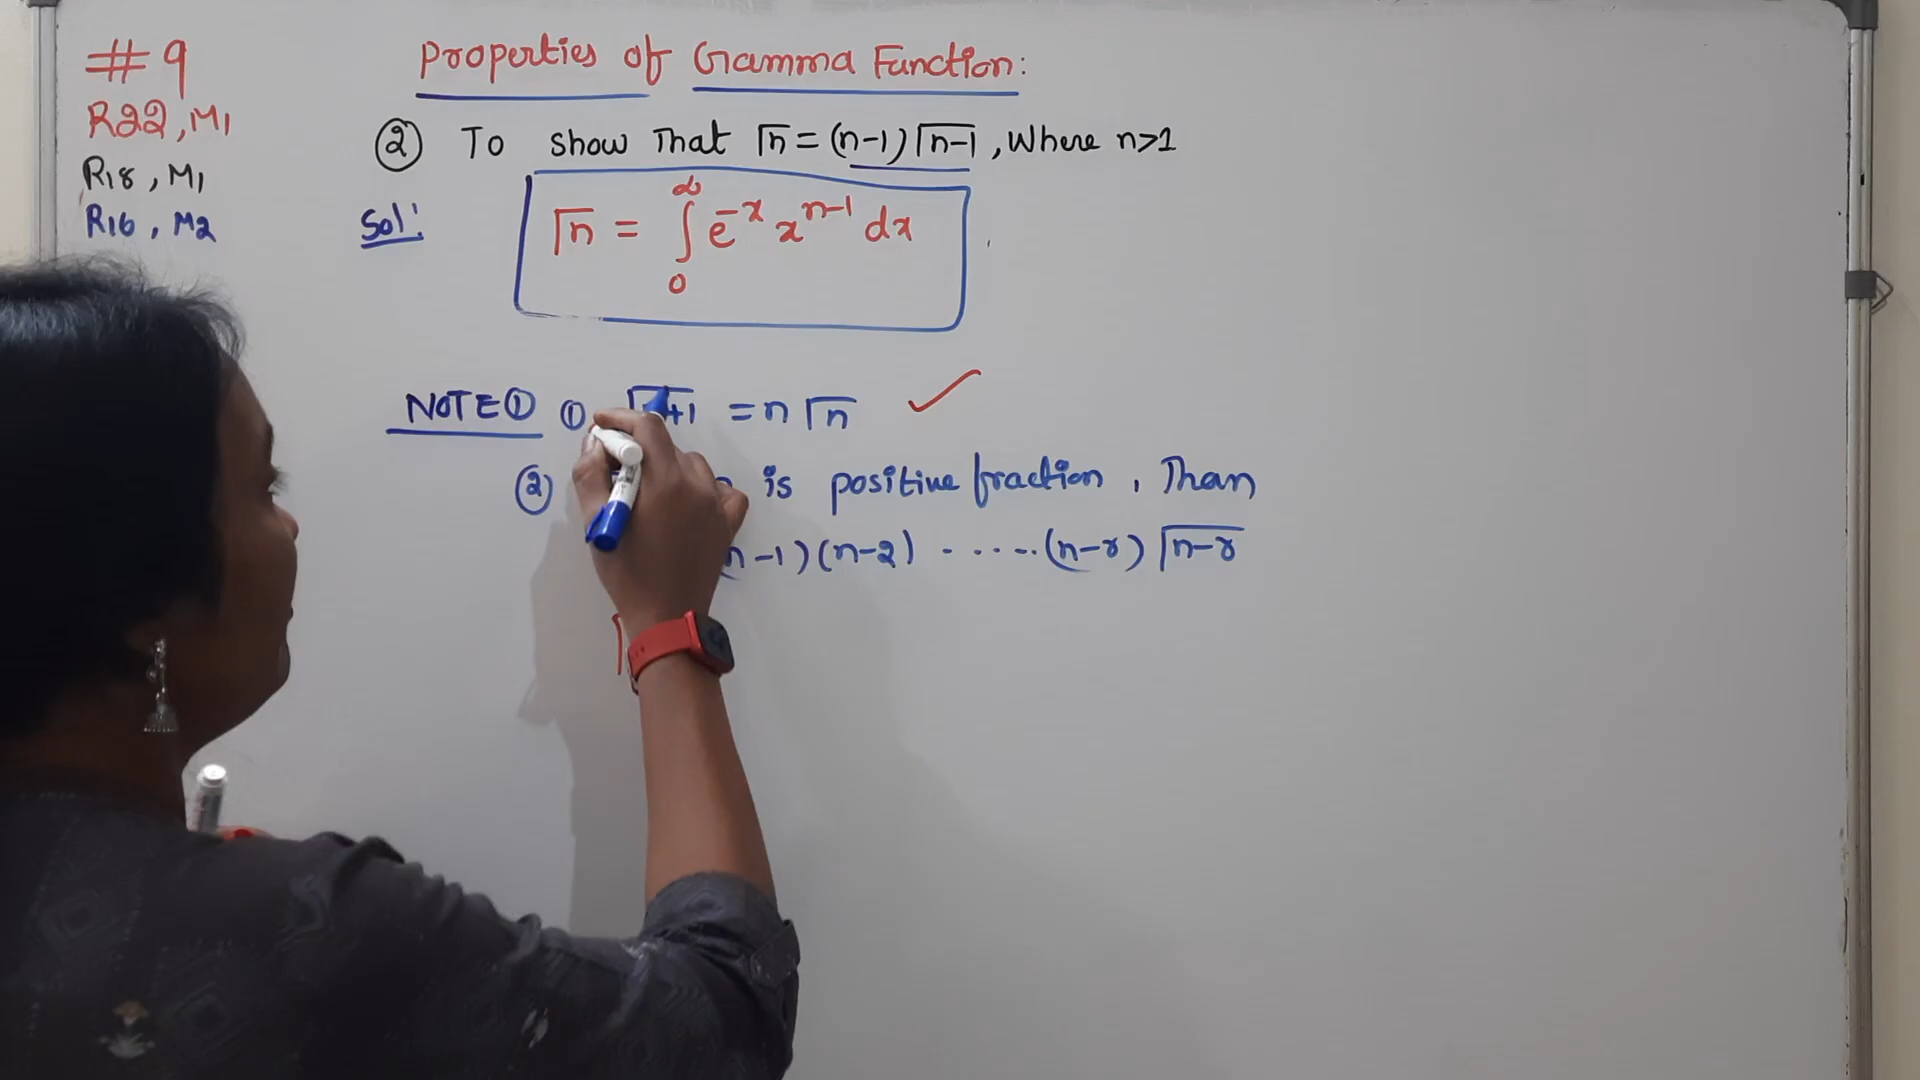 # 9
R22, M1
R18, M1
R16, M2
Properties of Gamma Function:
② To show that Γn = (n-1) Γn-1, Where n>1
Sol:
Γn = ∫₀^∞ e^-x x^n-1 dx
NOTE① ① +1 = n Γn ✓
② is positive fraction, Than
n-1)(n-2) ...... (n-r) Γn-r